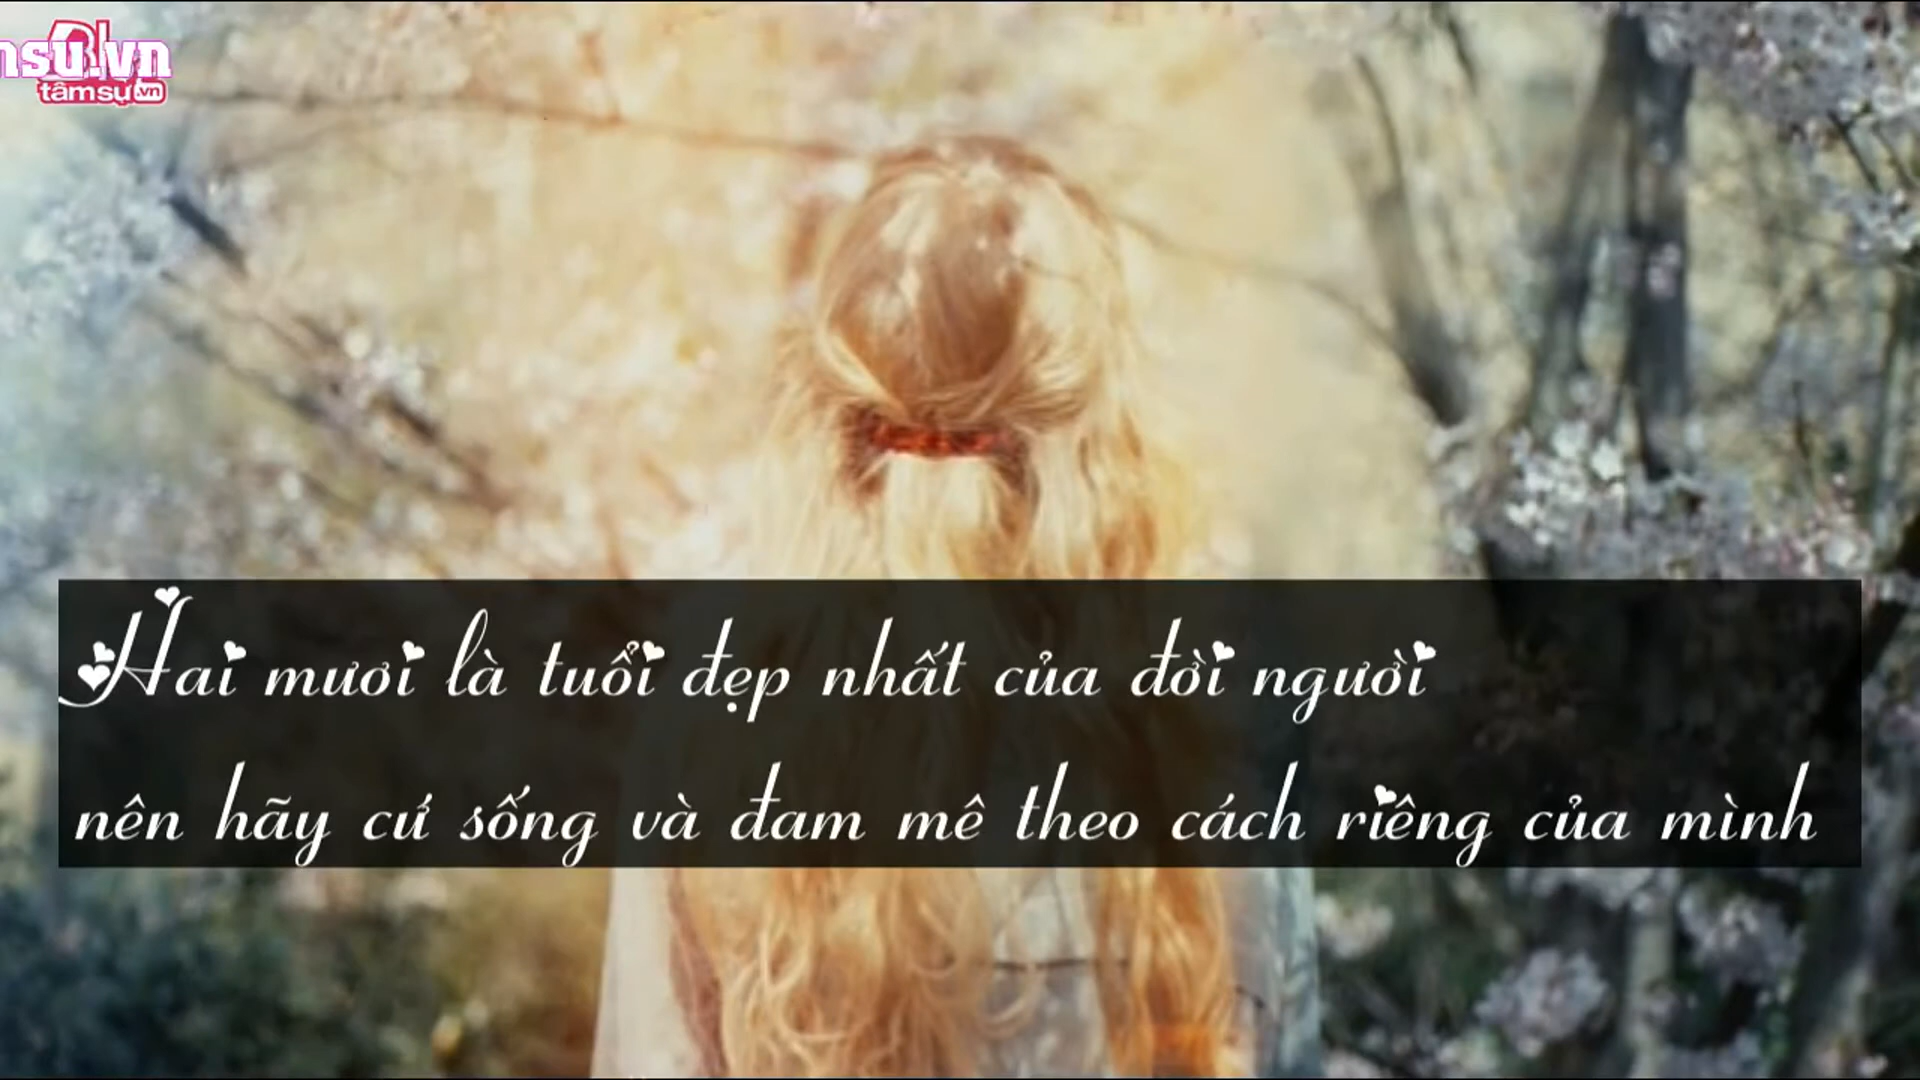 nsu.vn
tâmsự.vn
Hai mươi là tuổi đẹp nhất của đời người
nên hãy cứ sống và đam mê theo cách riêng của mình